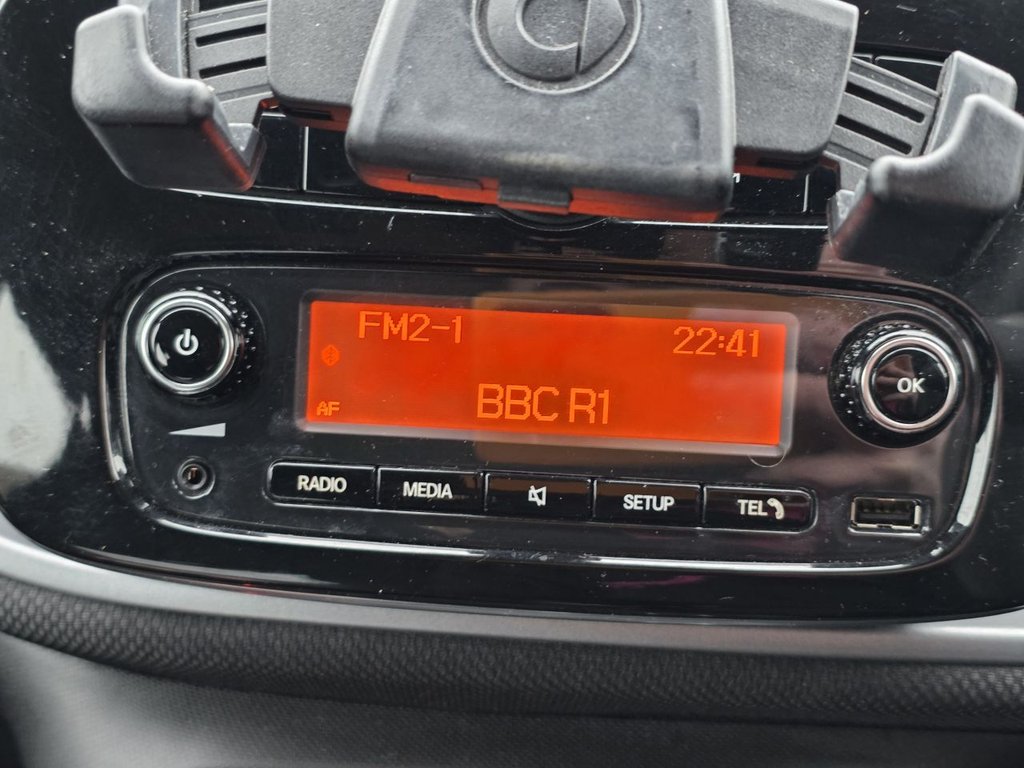 FM2-1 22:41
AF
BBC R1
OK
RADIO MEDIA SETUP TEL